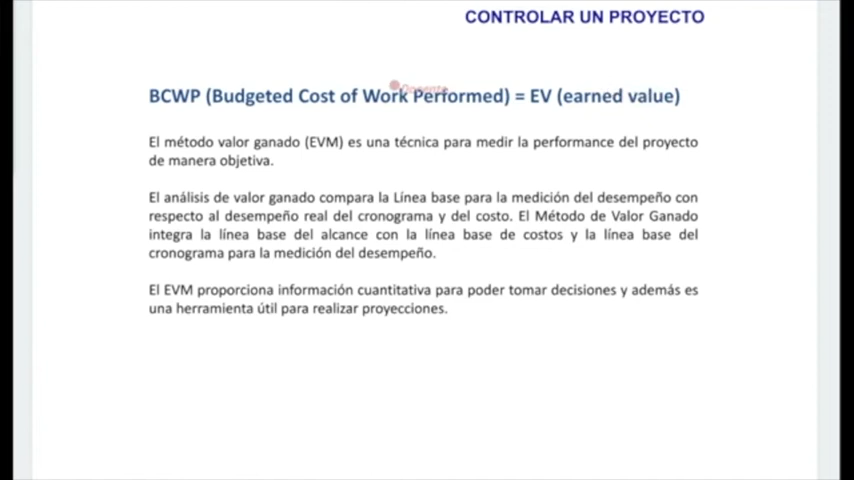 CONTROLAR UN PROYECTO
BCWP (Budgeted Cost of Work Performed) = EV (earned value)
Ponente
El método valor ganado (EVM) es una técnica para medir la performance del proyecto
de manera objetiva.
El análisis de valor ganado compara la Línea base para la medición del desempeño con
respecto al desempeño real del cronograma y del costo. El Método de Valor Ganado
integra la línea base del alcance con la línea base de costos y la línea base del
cronograma para la medición del desempeño.
El EVM proporciona información cuantitativa para poder tomar decisiones y además es
una herramienta útil para realizar proyecciones.